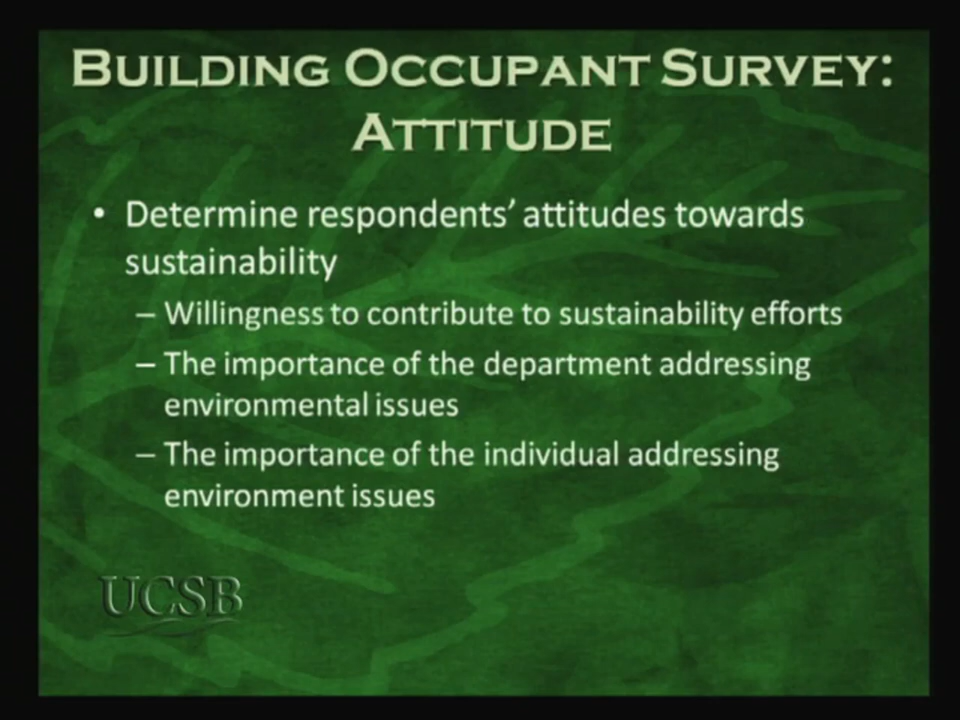 BUILDING OCCUPANT SURVEY:
ATTITUDE
• Determine respondents' attitudes towards
sustainability
– Willingness to contribute to sustainability efforts
– The importance of the department addressing
environmental issues
– The importance of the individual addressing
environment issues
UCSB